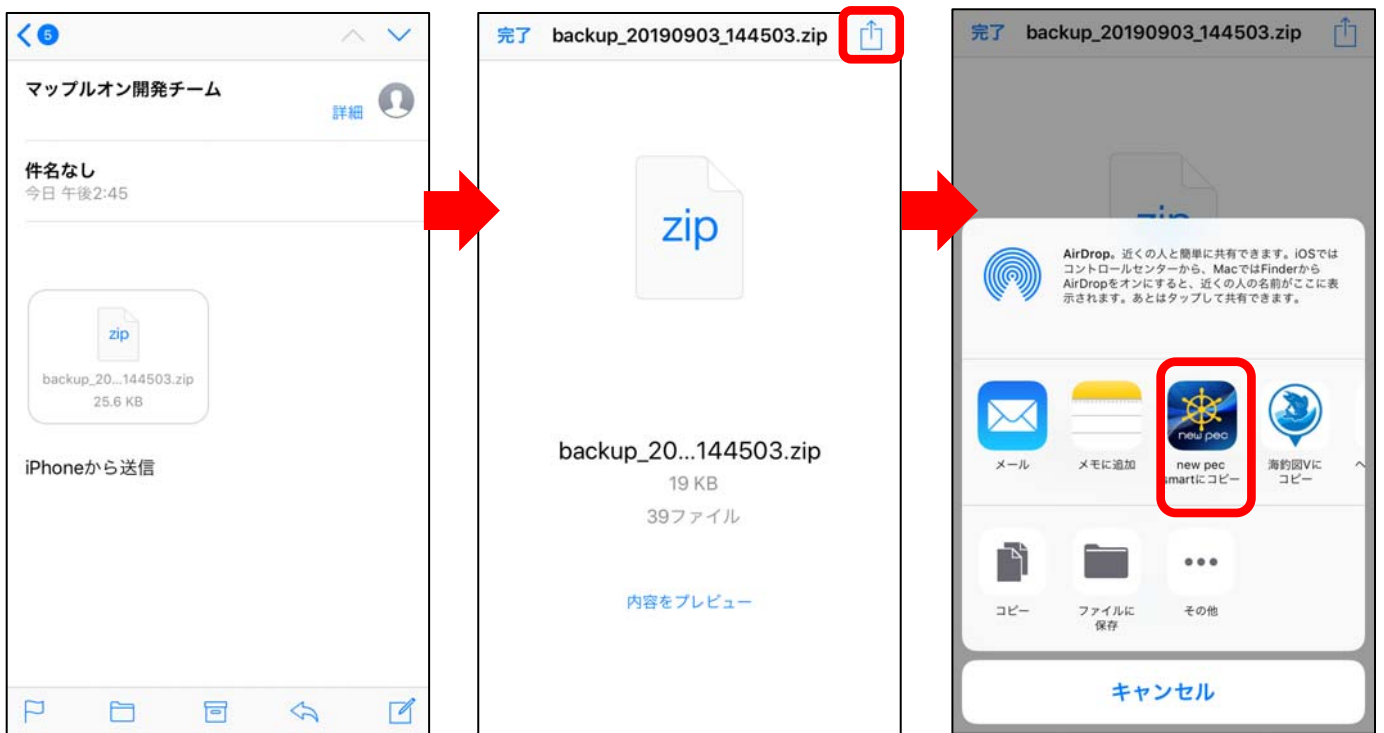 5
マップルオン開発チーム
詳細
件名なし
今日 午後2:45
zip
backup_20...144503.zip
25.6 KB
iPhoneから送信
完了 backup_20190903_144503.zip
zip
backup_20...144503.zip
19 KB
39ファイル
内容をプレビュー
完了 backup_20190903_144503.zip
zip
AirDrop。近くの人と簡単に共有できます。iOSでは
コントロールセンターから、MacではFinderから
AirDropをオンにすると、近くの人の名前がここに表
示されます。あとはタップして共有できます。
new pec
メール
メモに追加
new pec
smartにコピー
海釣図Vに
コピー
コピー
ファイルに
保存
その他
キャンセル